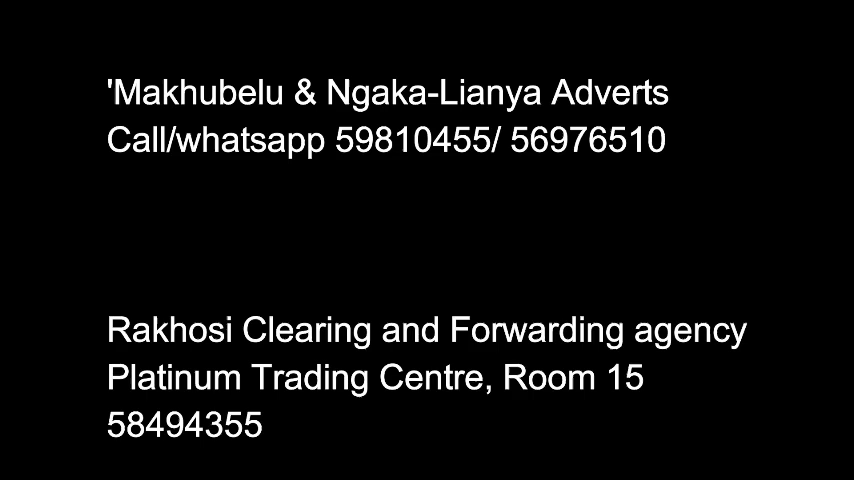 'Makhubelu & Ngaka-Lianya Adverts
Call/whatsapp 59810455/ 56976510
Rakhosi Clearing and Forwarding agency
Platinum Trading Centre, Room 15
58494355